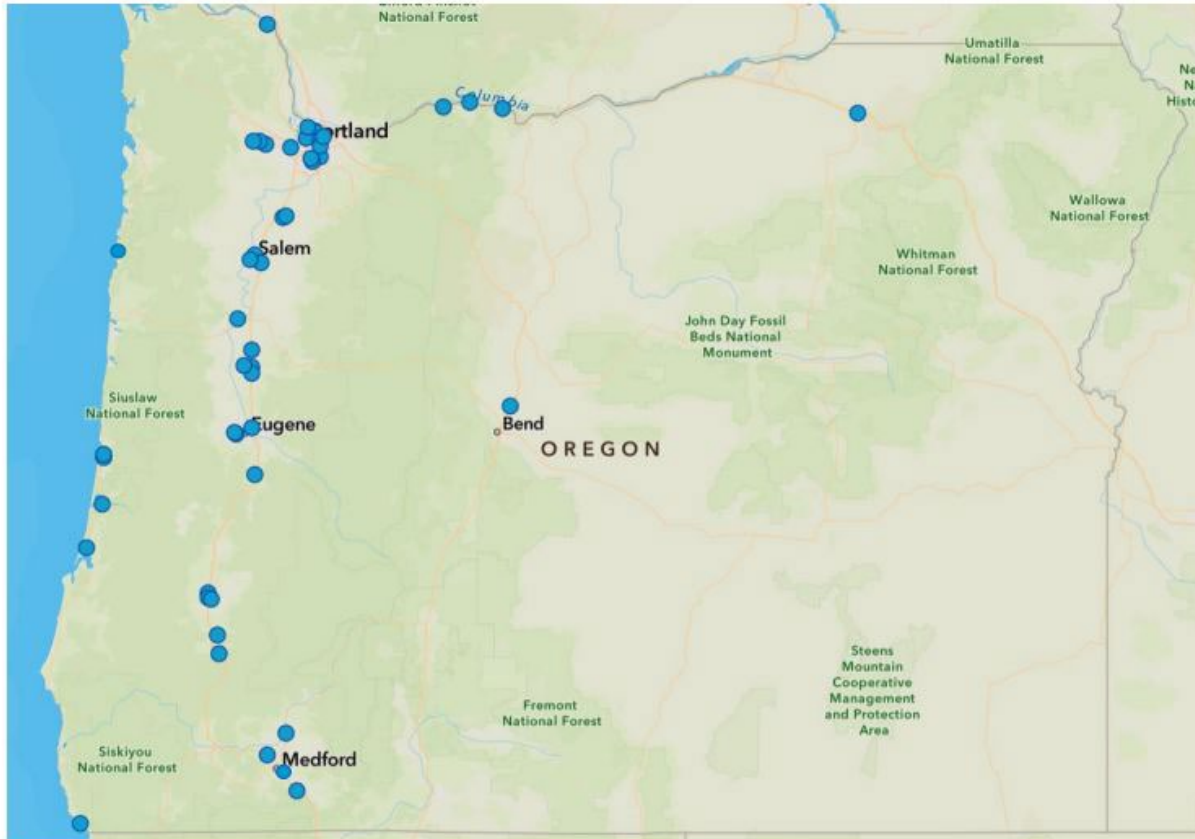 National Forest
Umatilla
National Forest
Columbia
Portland
Wallowa
National Forest
Salem
Whitman
National Forest
John Day Fossil
Beds National
Monument
Siuslaw
National Forest
Eugene
Bend
OREGON
Steens
Mountain
Cooperative
Management
and Protection
Area
Fremont
National Forest
Siskiyou
National Forest
Medford